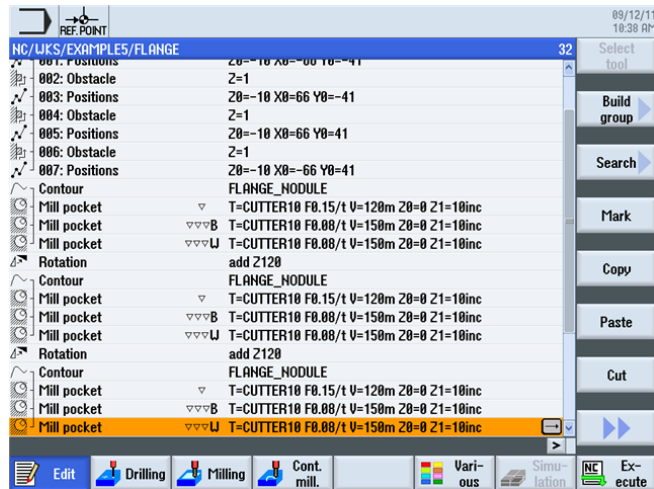 REF. POINT
09/12/11
10:38 AM
NC/WKS/EXAMPLE5/FLANGE 32
001: Positions Z0=-10 X0=-66 Y0=-41
002: Obstacle Z=1
003: Positions Z0=-10 X0=66 Y0=-41
004: Obstacle Z=1
005: Positions Z0=-10 X0=66 Y0=41
006: Obstacle Z=1
007: Positions Z0=-10 X0=-66 Y0=41
Contour FLANGE_NODULE
Mill pocket ▽ T=CUTTER10 F0.15/t V=120m Z0=0 Z1=10inc
Mill pocket ▽▽▽B T=CUTTER10 F0.08/t V=150m Z0=0 Z1=10inc
Mill pocket ▽▽▽W T=CUTTER10 F0.08/t V=150m Z0=0 Z1=10inc
Rotation add Z120
Contour FLANGE_NODULE
Mill pocket ▽ T=CUTTER10 F0.15/t V=120m Z0=0 Z1=10inc
Mill pocket ▽▽▽B T=CUTTER10 F0.08/t V=150m Z0=0 Z1=10inc
Mill pocket ▽▽▽W T=CUTTER10 F0.08/t V=150m Z0=0 Z1=10inc
Rotation add Z120
Contour FLANGE_NODULE
Mill pocket ▽ T=CUTTER10 F0.15/t V=120m Z0=0 Z1=10inc
Mill pocket ▽▽▽B T=CUTTER10 F0.08/t V=150m Z0=0 Z1=10inc
Mill pocket ▽▽▽W T=CUTTER10 F0.08/t V=150m Z0=0 Z1=10inc
Select
tool
Build
group
Search
Mark
Copy
Paste
Cut
Edit
Drilling
Milling
Cont.
mill.
Vari-
ous
Simu-
lation
NC
Ex-
ecute